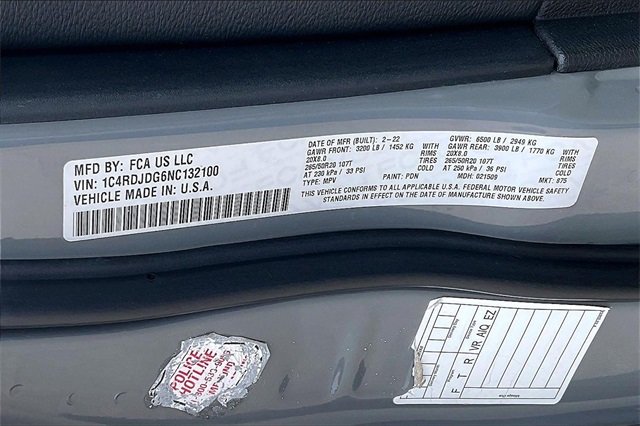 MFD BY: FCA US LLC
VIN: 1C4RDJDG6NC132100
VEHICLE MADE IN: U.S.A.
DATE OF MFR (BUILT): 2-22 GVWR: 6500 LB / 2949 KG
GAWR FRONT: 3200 LB / 1452 KG WITH GAWR REAR: 3900 LB / 1770 KG WITH
20X8.0 RIMS 20X8.0 RIMS
265/50R20 107T TIRES 265/50R20 107T TIRES
AT 230 kPa / 33 PSI COLD AT 250 kPa / 36 PSI COLD
TYPE: MPV PAINT: PDN MDH: 021509 MKT: 875
THIS VEHICLE CONFORMS TO ALL APPLICABLE U.S.A. FEDERAL MOTOR VEHICLE SAFETY
STANDARDS IN EFFECT ON THE DATE OF MANUFACTURE SHOWN ABOVE.
POLICE
HOTLINE
F T R VR A/Q EZ